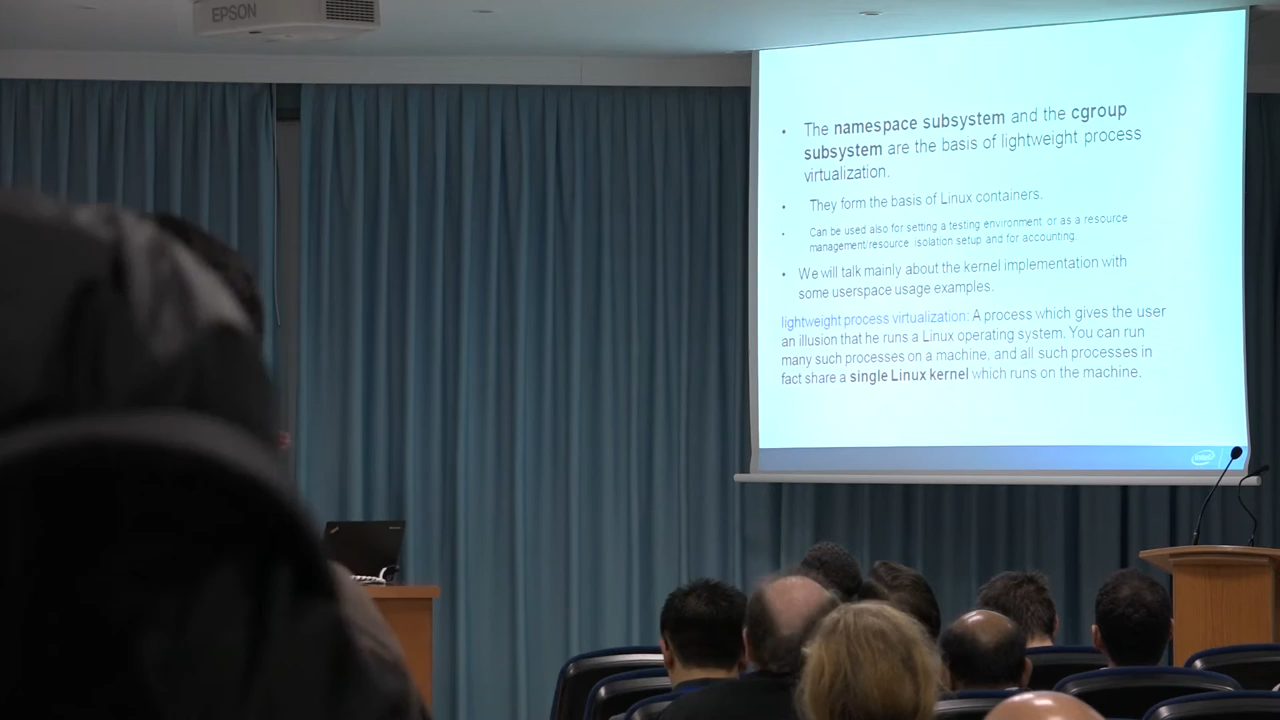 EPSON
• The namespace subsystem and the cgroup
subsystem are the basis of lightweight process
virtualization.
• They form the basis of Linux containers.
• Can be used also for setting a testing environment or as a resource
management/resource isolation setup and for accounting.
• We will talk mainly about the kernel implementation with
some userspace usage examples.
lightweight process virtualization: A process which gives the user
an illusion that he runs a Linux operating system. You can run
many such processes on a machine, and all such processes in
fact share a single Linux kernel which runs on the machine.
intel